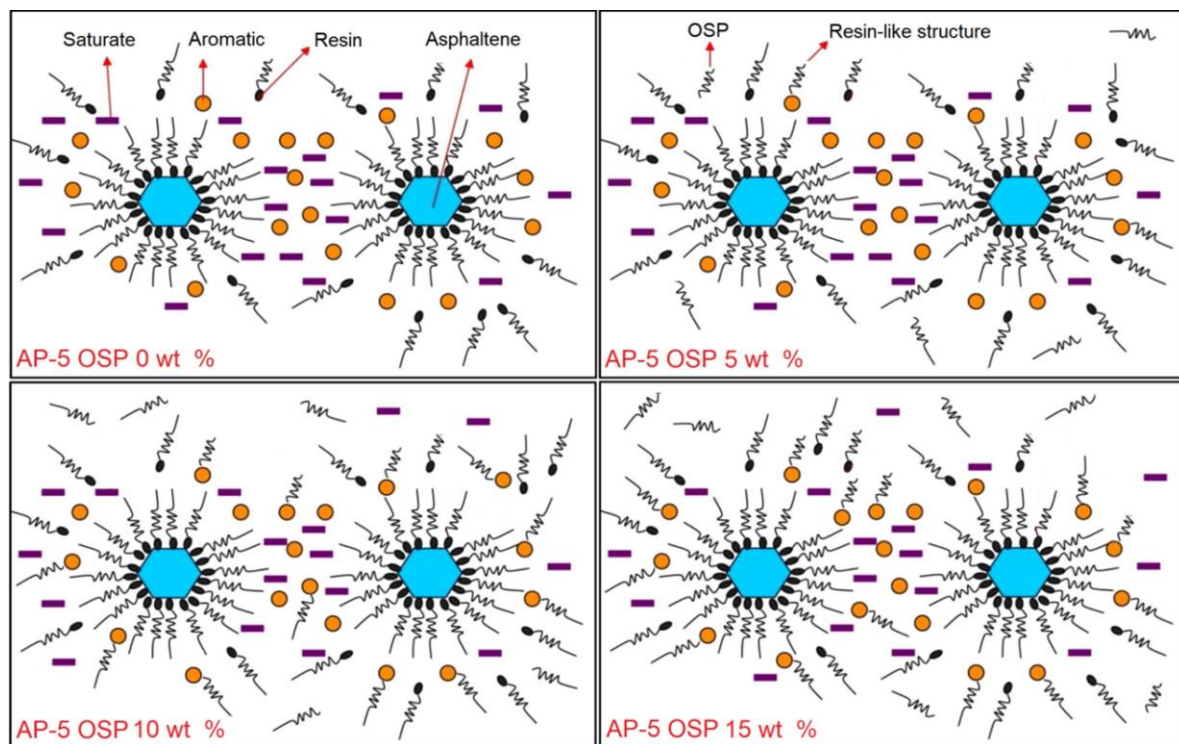 Saturate Aromatic Resin Asphaltene
OSP Resin-like structure
AP-5 OSP 0 wt %
AP-5 OSP 5 wt %
AP-5 OSP 10 wt %
AP-5 OSP 15 wt %